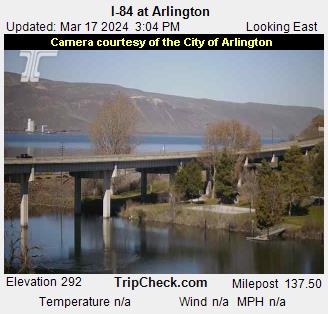 I-84 at Arlington
Updated: Mar 17 2024 3:04 PM Looking East
Camera courtesy of the City of Arlington
Elevation 292 TripCheck.com Milepost 137.50
Temperature n/a Wind n/a MPH n/a